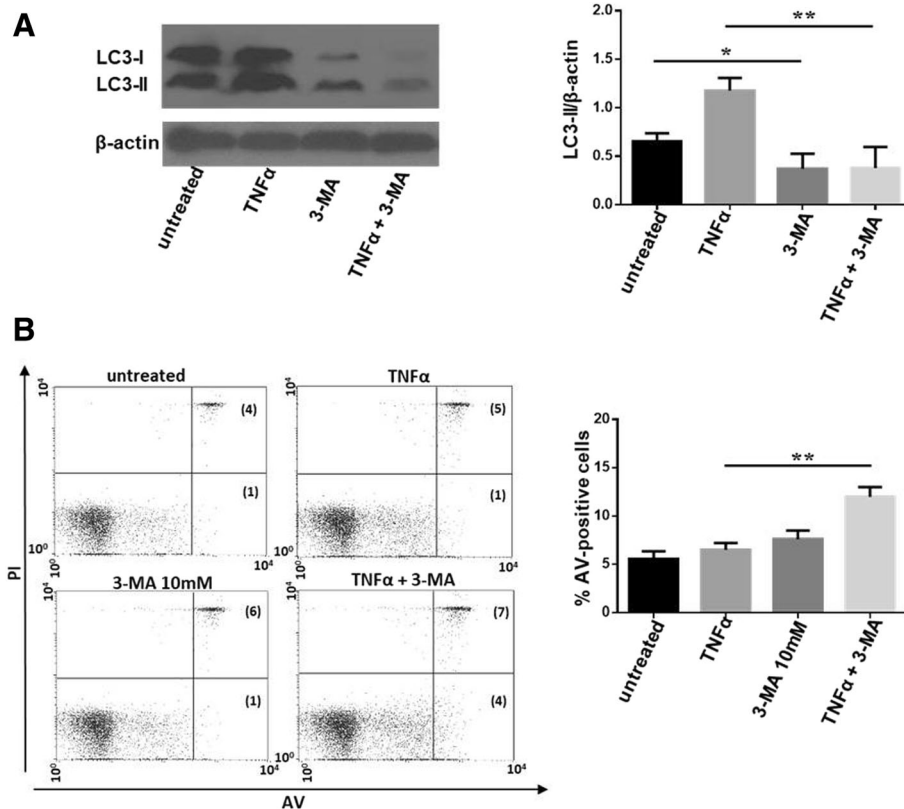 A
LC3-I
LC3-II
β-actin
untreated
TNFα
3-MA
TNFα + 3-MA
LC3-II/β-actin
2.0
1.5
1.0
0.5
0.0
*
**
untreated
TNFα
3-MA
TNFα + 3-MA
B
PI
untreated
10⁴
(4)
(1)
10⁰
10⁰
10⁴
TNFα
10⁴
(5)
(1)
10⁰
10⁰
10⁴
3-MA 10mM
10⁴
(6)
(1)
10⁰
10⁰
10⁴
TNFα + 3-MA
10⁴
(7)
(4)
10⁰
10⁰
10⁴
AV
% AV-positive cells
20
15
10
5
0
**
untreated
TNFα
3-MA 10mM
TNFα + 3-MA